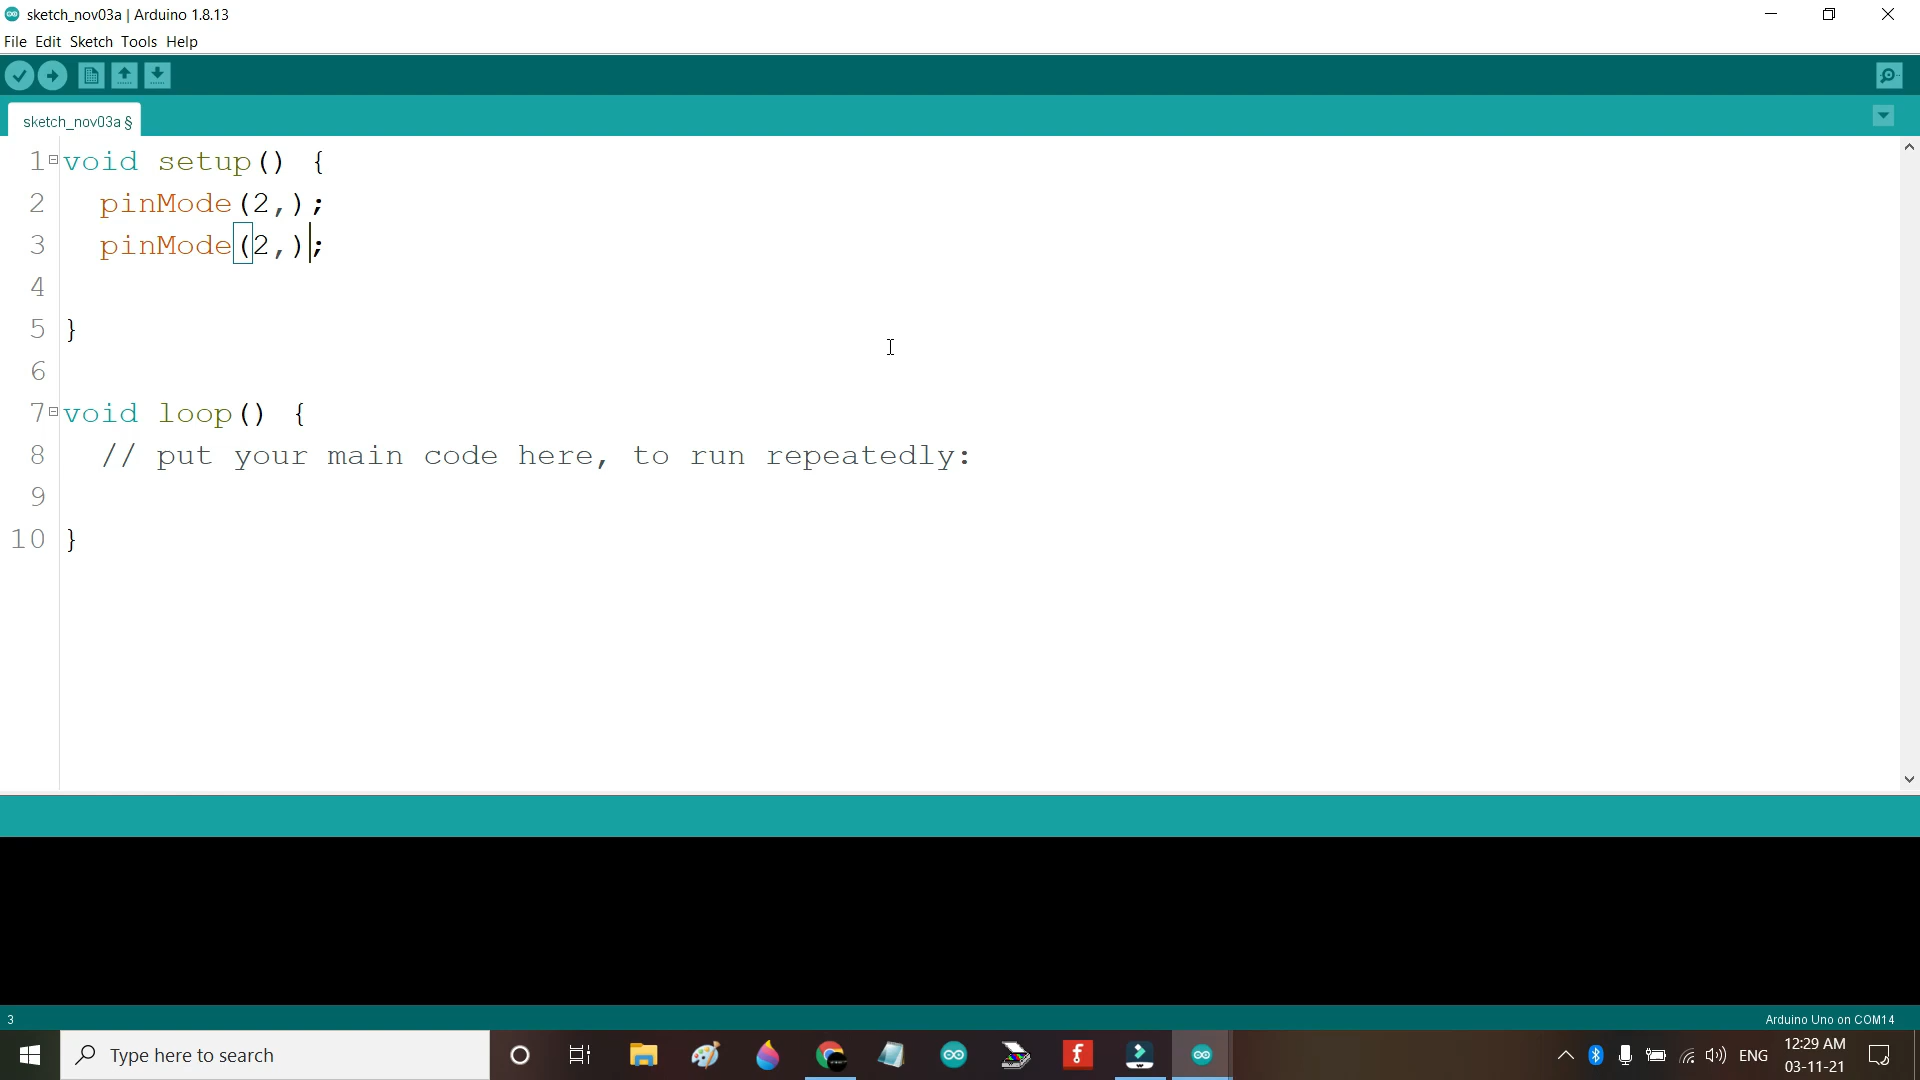 sketch_nov03a | Arduino 1.8.13
File Edit Sketch Tools Help
sketch_nov03a §
1 void setup() {
2 pinMode(2,);
3 pinMode(2,);
4
5 }
6
7 void loop() {
8 // put your main code here, to run repeatedly:
9
10 }
3
Arduino Uno on COM14
Type here to search
ENG
12:29 AM
03-11-21